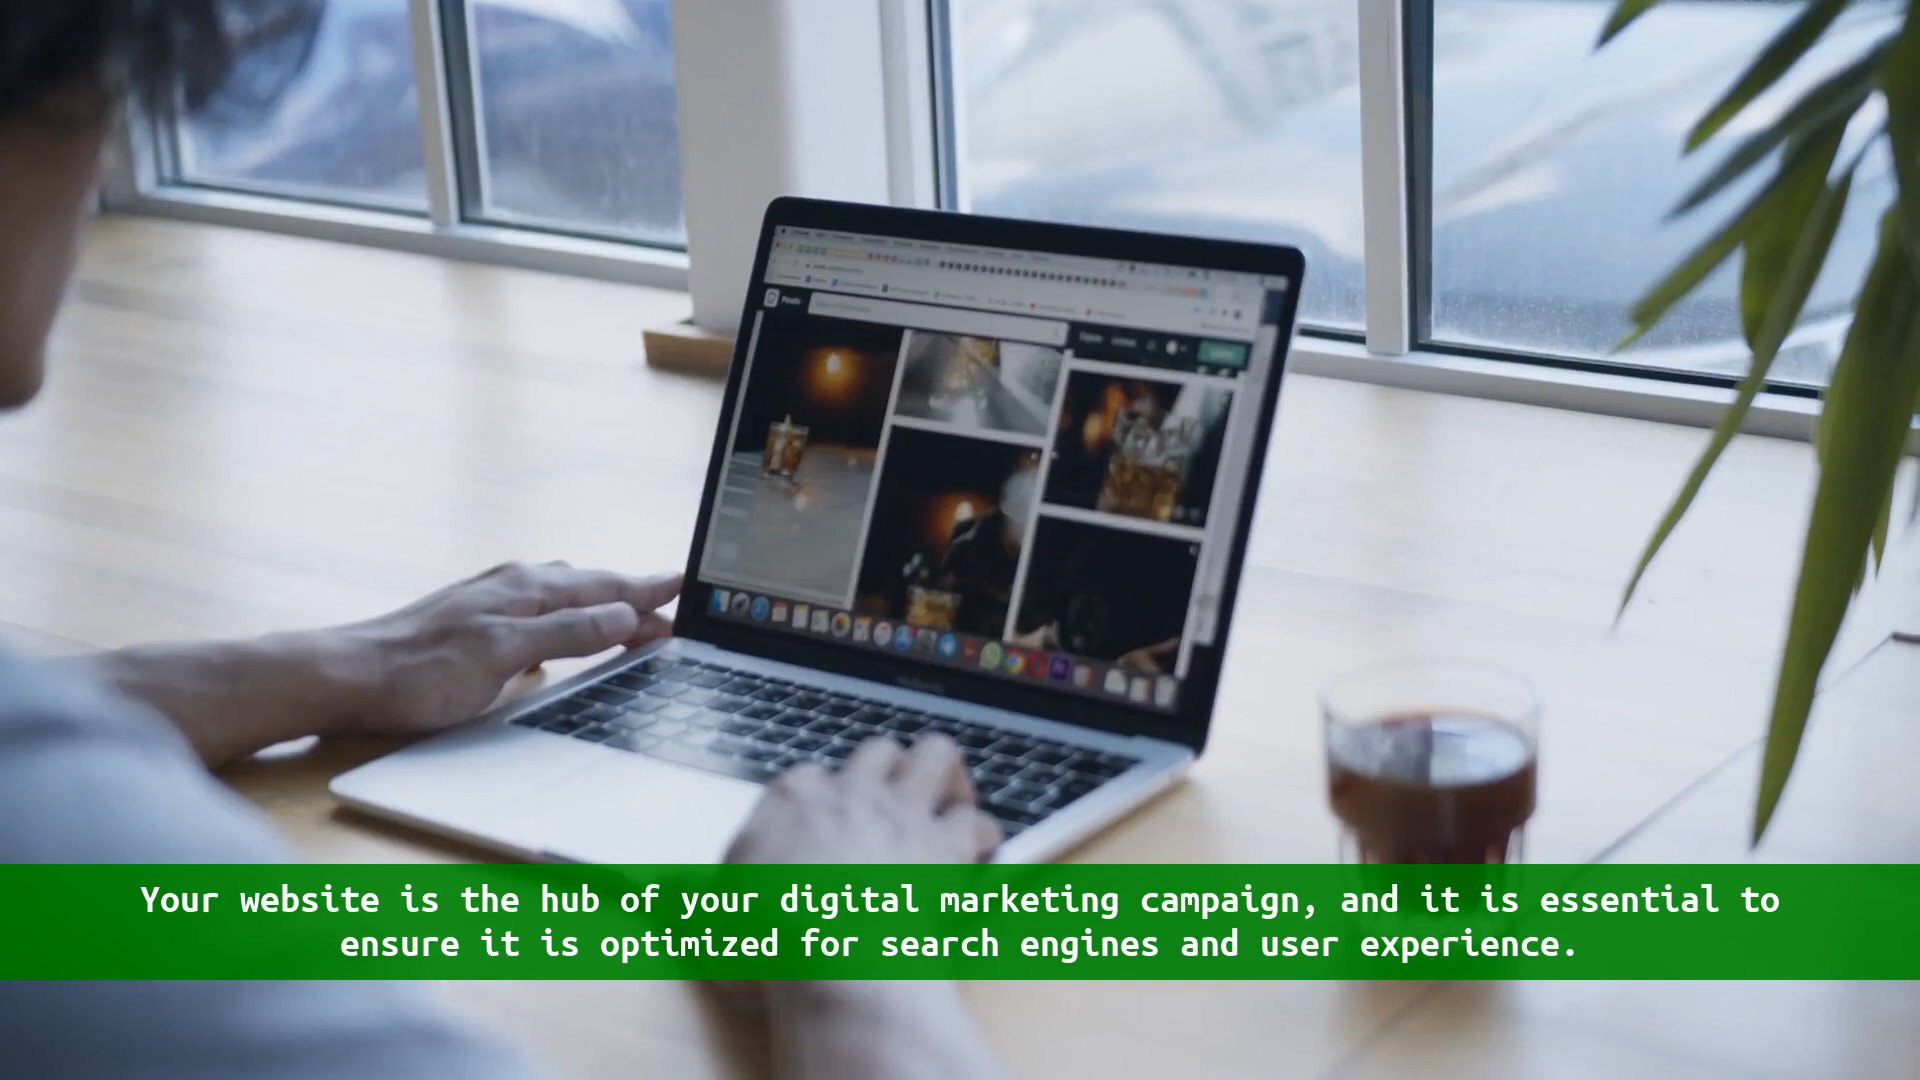 Pexels
Your website is the hub of your digital marketing campaign, and it is essential to
ensure it is optimized for search engines and user experience.